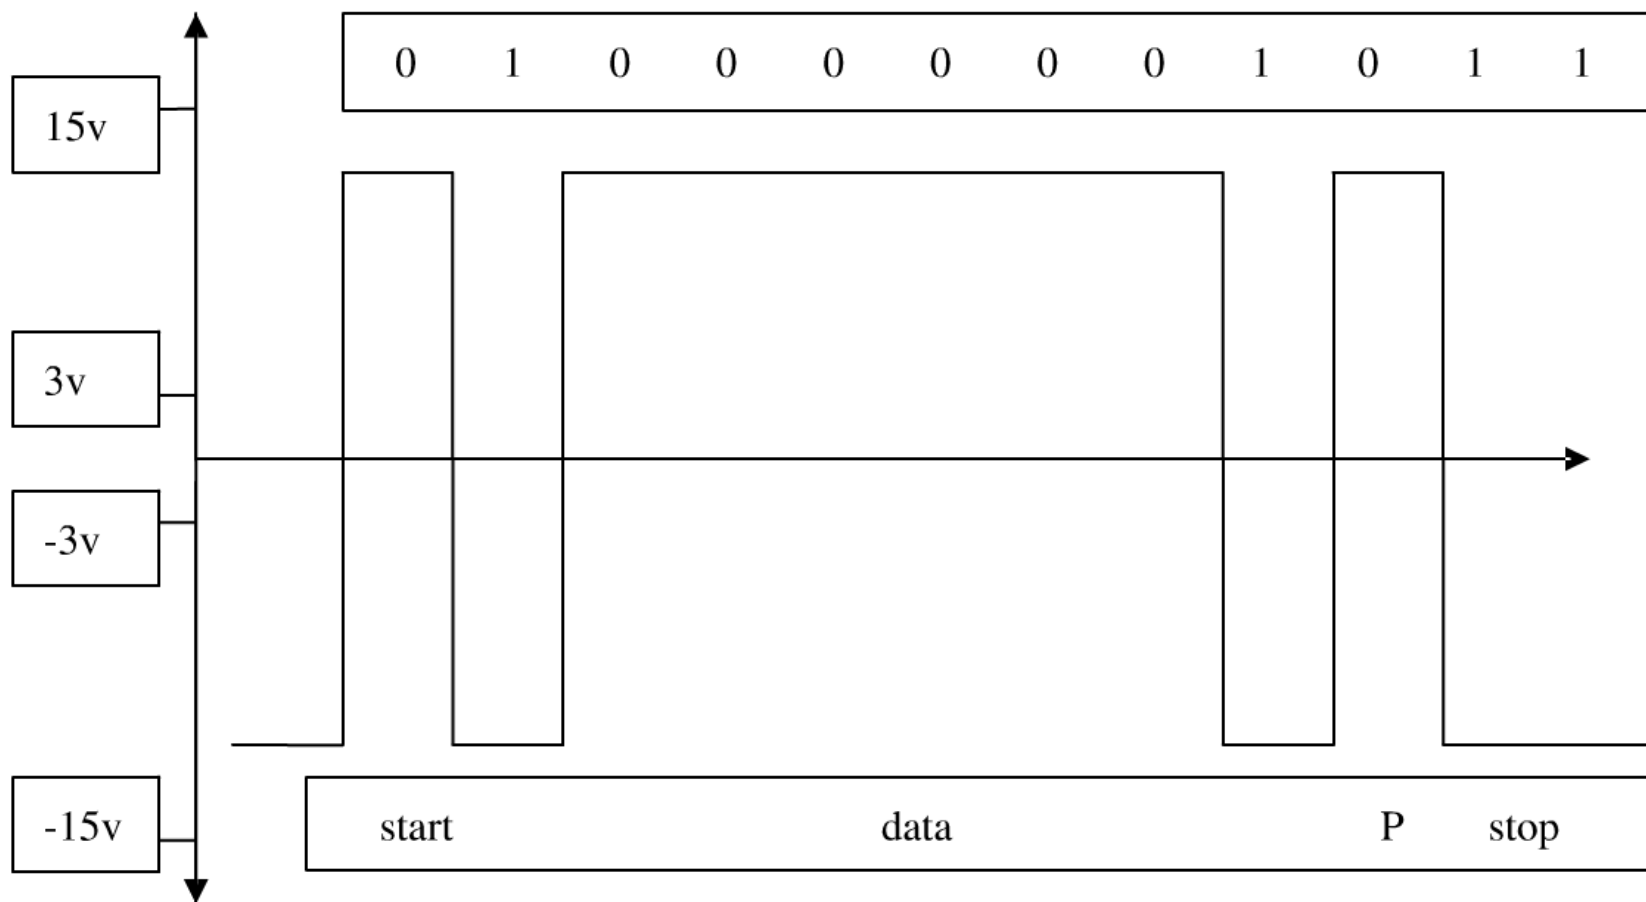 0 1 0 0 0 0 0 0 1 0 1 1
15v
3v
-3v
-15v
start data P stop